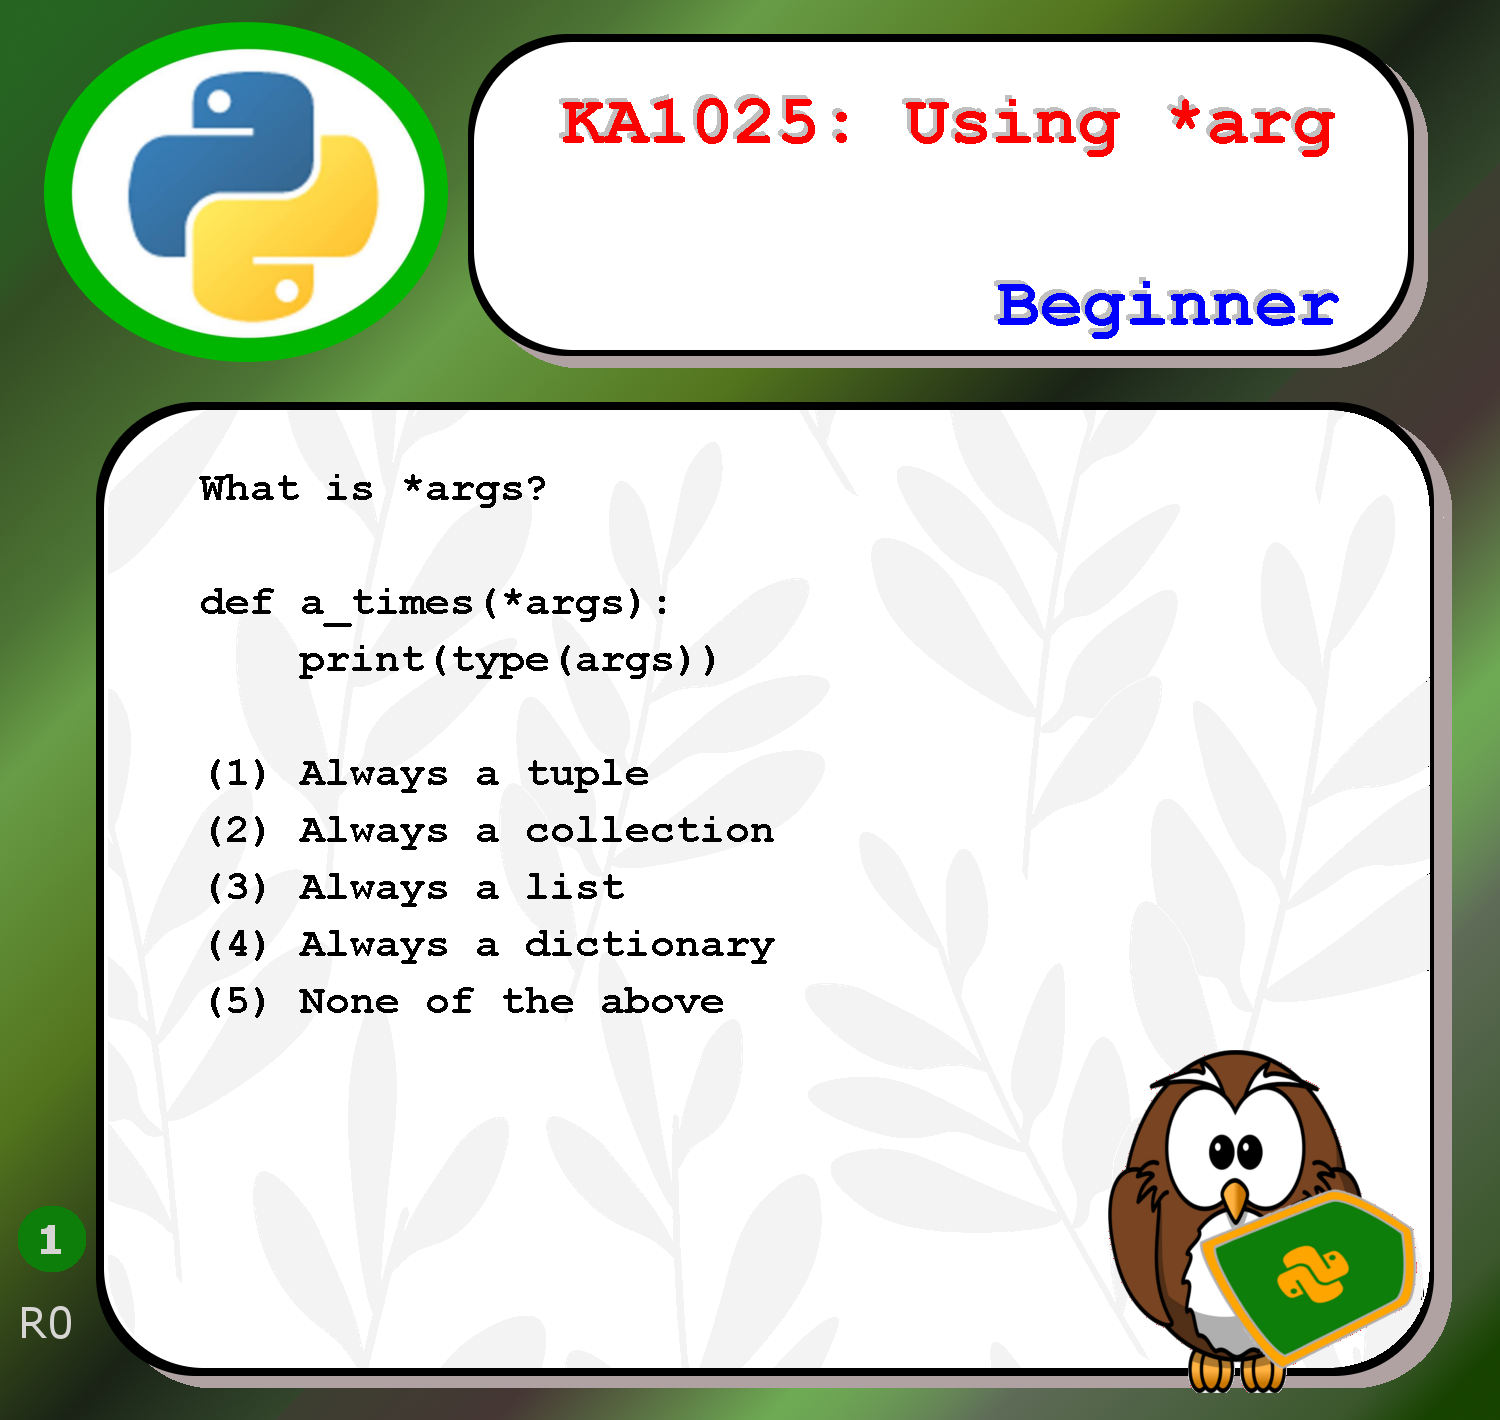 KA1025: Using *arg
Beginner
What is *args?
def a_times(*args):
    print(type(args))
(1) Always a tuple
(2) Always a collection
(3) Always a list
(4) Always a dictionary
(5) None of the above
1
R0